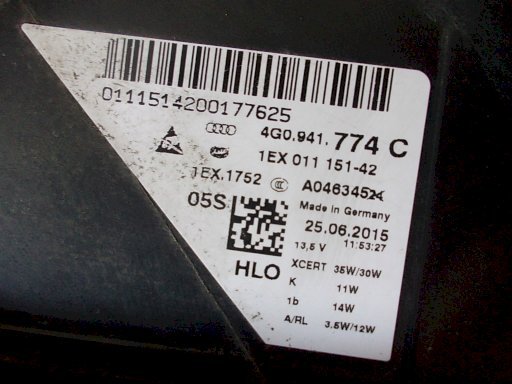 0111514200177625
4G0.941. 774 C
1EX 011 151-42
1EX.1752 A0463452
05S Made in Germany
25.06.2015
13,5 V 11:53:27
HLO XCERT 35W/30W
K 11W
1b 14W
A/RL 3.5W/12W